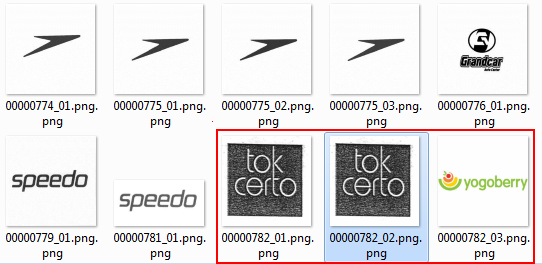 00000774_01.png.png
00000775_01.png.png
00000775_02.png.png
00000775_03.png.png
Grandcar
00000776_01.png.png
speedo
00000779_01.png.png
speedo
00000781_01.png.png
tok
certo
00000782_01.png.png
tok
certo
00000782_02.png.png
yogoberry
00000782_03.png.png